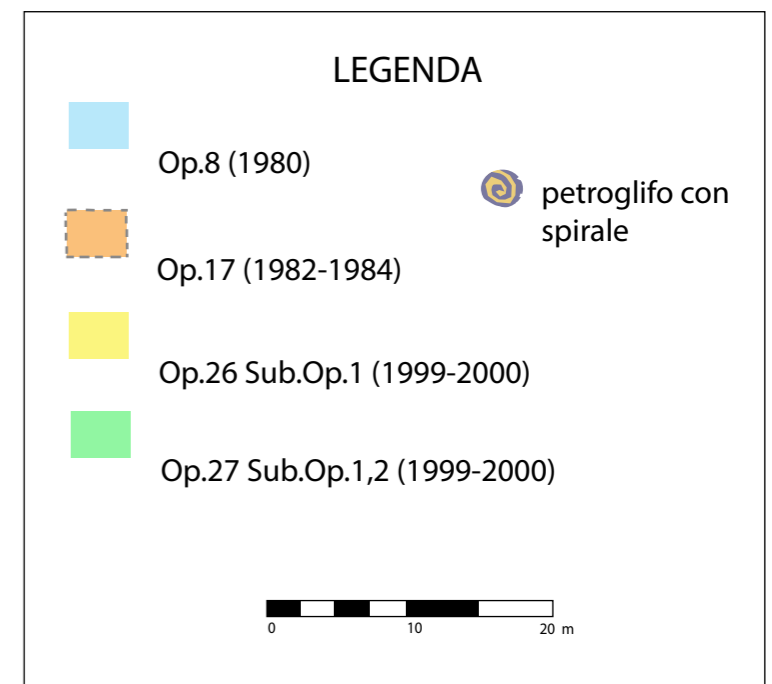 LEGENDA
Op.8 (1980)
petroglifo con
spirale
Op.17 (1982-1984)
Op.26 Sub.Op.1 (1999-2000)
Op.27 Sub.Op.1,2 (1999-2000)
0 10 20 m